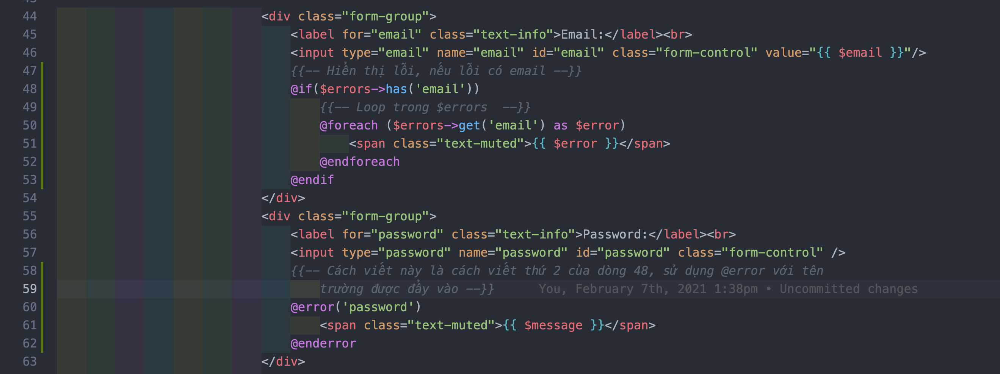 44 <div class="form-group">
45 <label for="email" class="text-info">Email:</label><br>
46 <input type="email" name="email" id="email" class="form-control" value="{{ $email }}"/>
47 {{-- Hiển thị lỗi, nếu lỗi có email --}}
48 @if($errors->has('email'))
49 {{-- Loop trong $errors  --}}
50 @foreach ($errors->get('email') as $error)
51 <span class="text-muted">{{ $error }}</span>
52 @endforeach
53 @endif
54 </div>
55 <div class="form-group">
56 <label for="password" class="text-info">Password:</label><br>
57 <input type="password" name="password" id="password" class="form-control" />
58 {{-- Cách viết này là cách viết thứ 2 của dòng 48, sử dụng @error với tên
59 trường được đẩy vào --}} You, February 7th, 2021 1:38pm • Uncommitted changes
60 @error('password')
61 <span class="text-muted">{{ $message }}</span>
62 @enderror
63 </div>